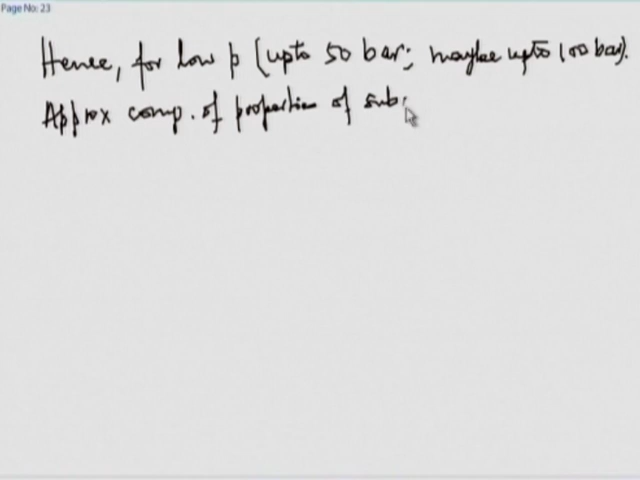 Page No: 23
Hence, for low p (upto 50 bar; maybe upto 100 bar).
Approx comp. of properties of sub